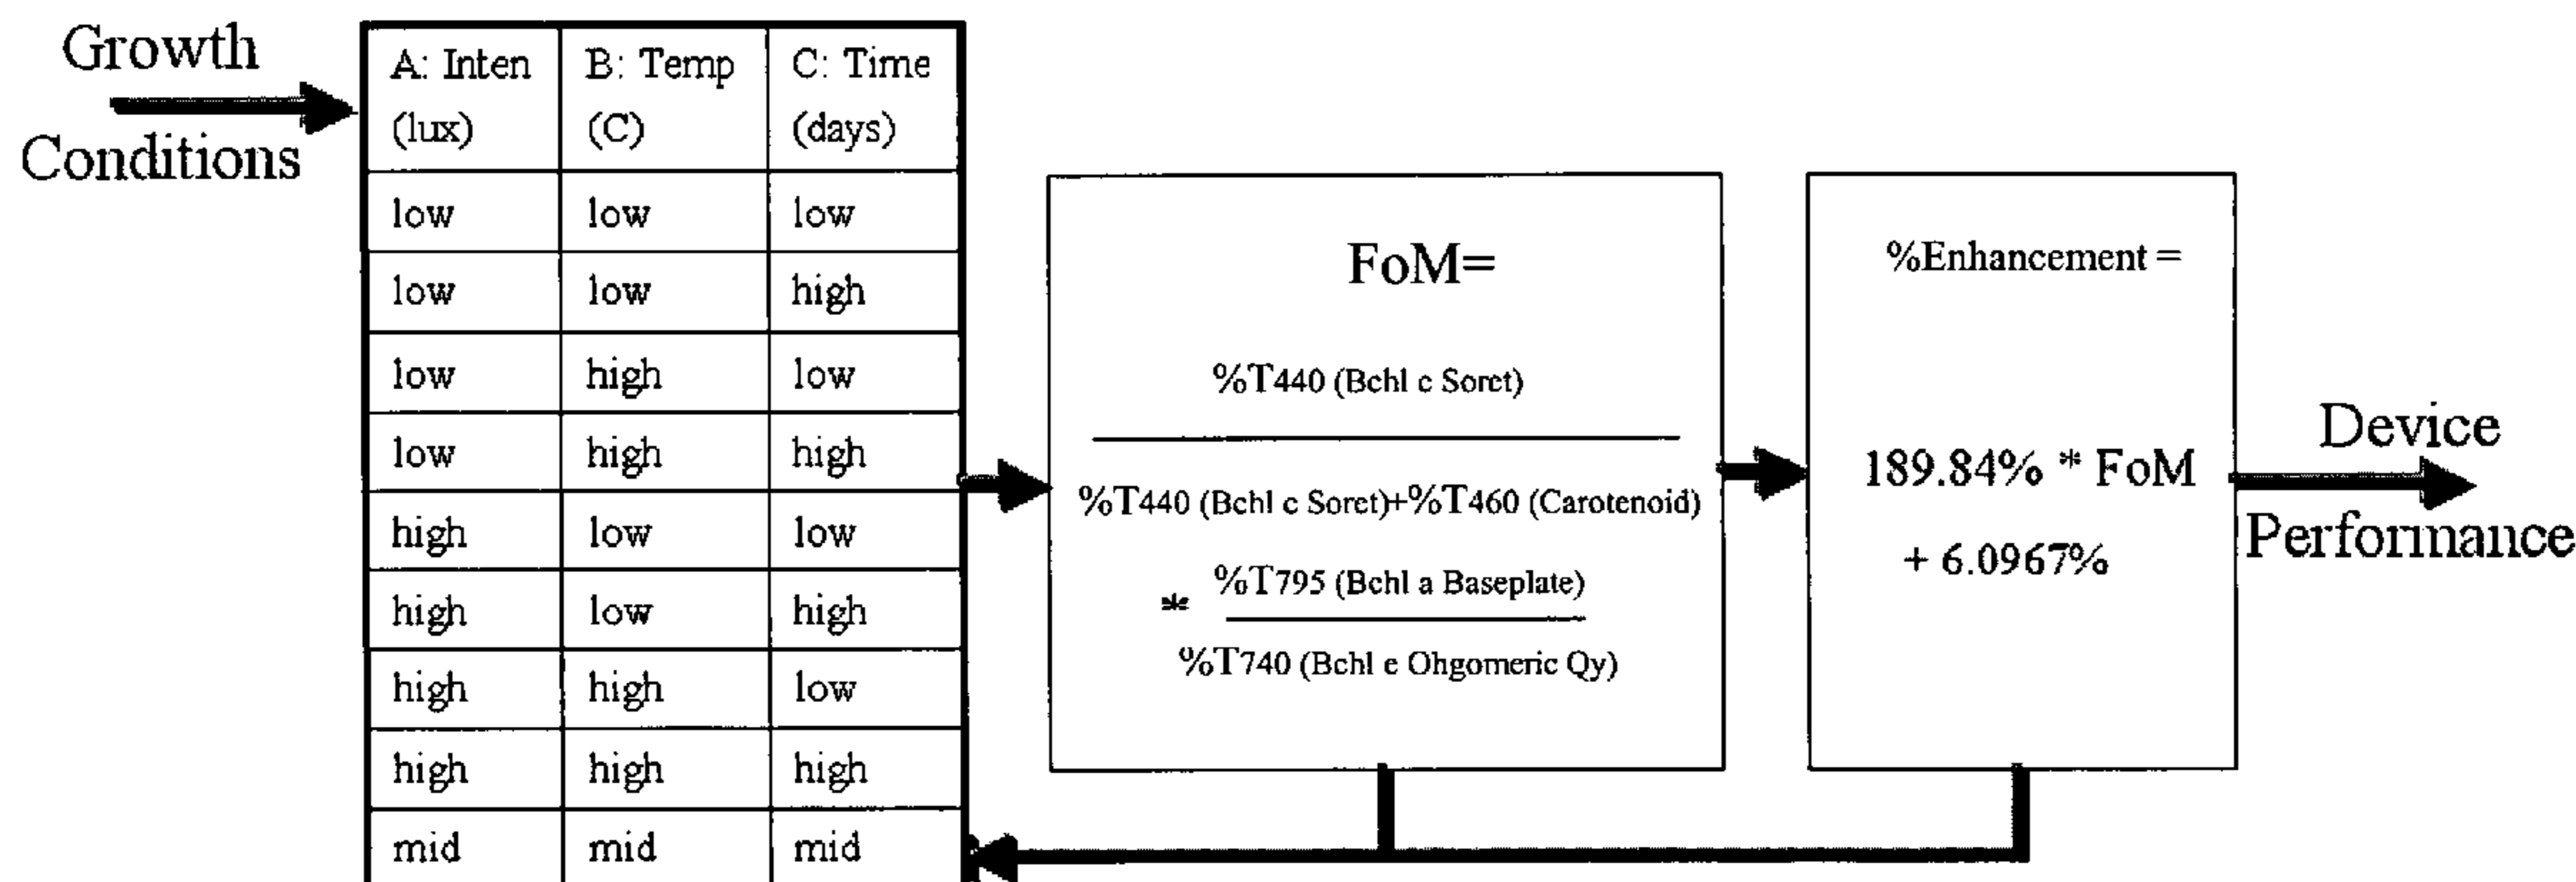 Growth
Conditions
A: Inten (lux) B: Temp (C) C: Time (days)
low low low
low low high
low high low
low high high
high low low
high low high
high high low
high high high
mid mid mid
FoM=
%T440 (Bchl c Soret)
%T440 (Bchl c Soret)+%T460 (Carotenoid)
* %T795 (Bchl a Baseplate)
%T740 (Bchl e Ohgomeric Qy)
%Enhancement =
189.84% * FoM
+ 6.0967%
Device
Performance